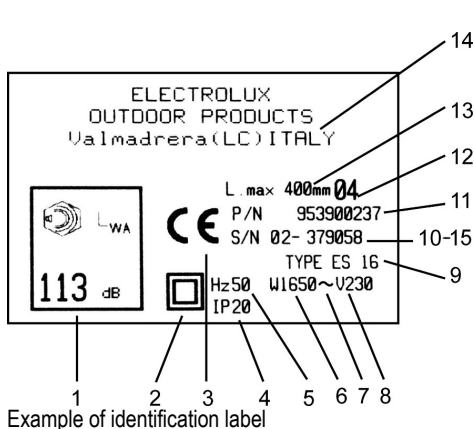 14
ELECTROLUX
OUTDOOR PRODUCTS
Valmadrera(LC)ITALY
13
L.max 400mm 04
12
P/N 953900237
11
S/N 02- 379058
10-15
TYPE ES 16
9
LWA
CE
113 dB
Hz50 W1650~V230
IP20
1
2
3
4
5
6
7
8
Example of identification label